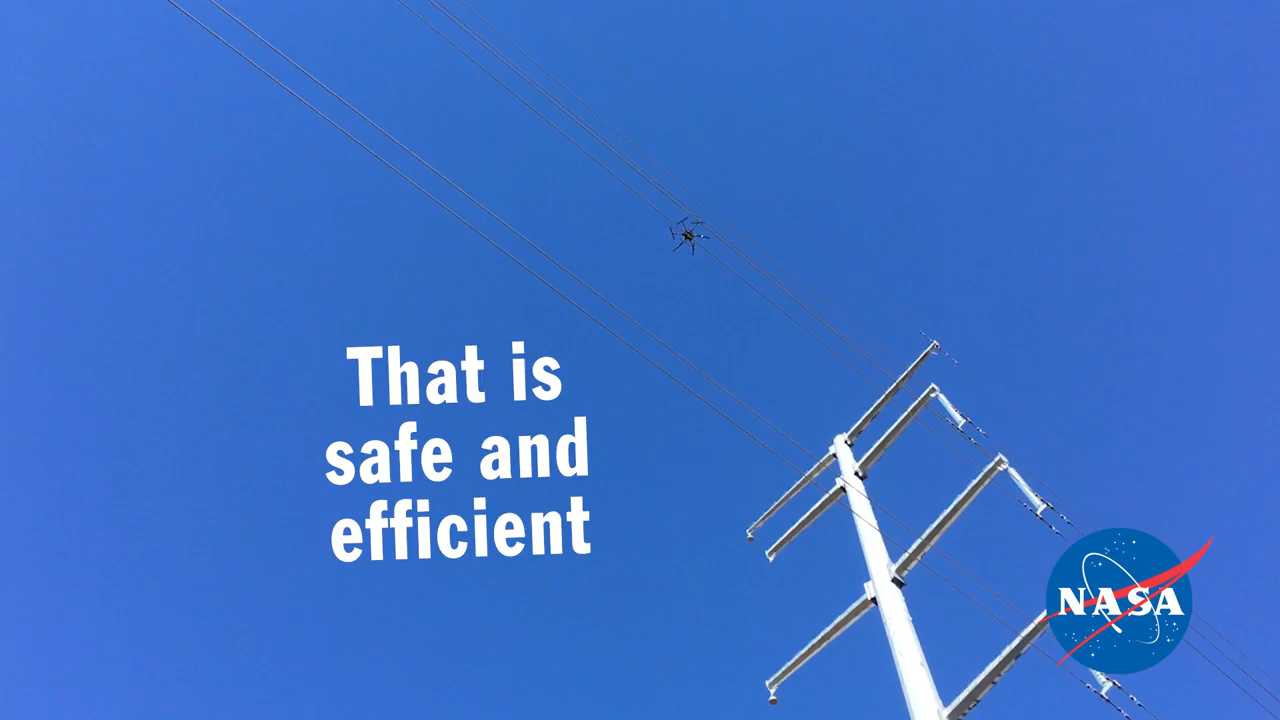 That is
safe and
efficient
NASA